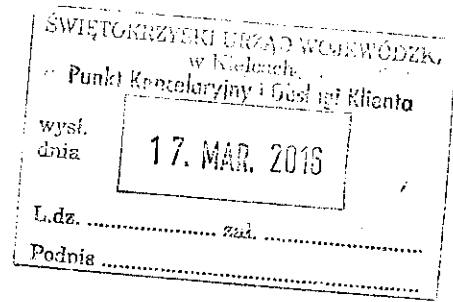 ŚWIĘTOKRZYSKI URZĄD WOJEWÓDZKI
w Kielcach
Punkt Kancelaryjny i Obsługi Klienta
wysł.
dnia
17. MAR. 2016
L.dz. ........................ zał. ........................
Podpis ........................